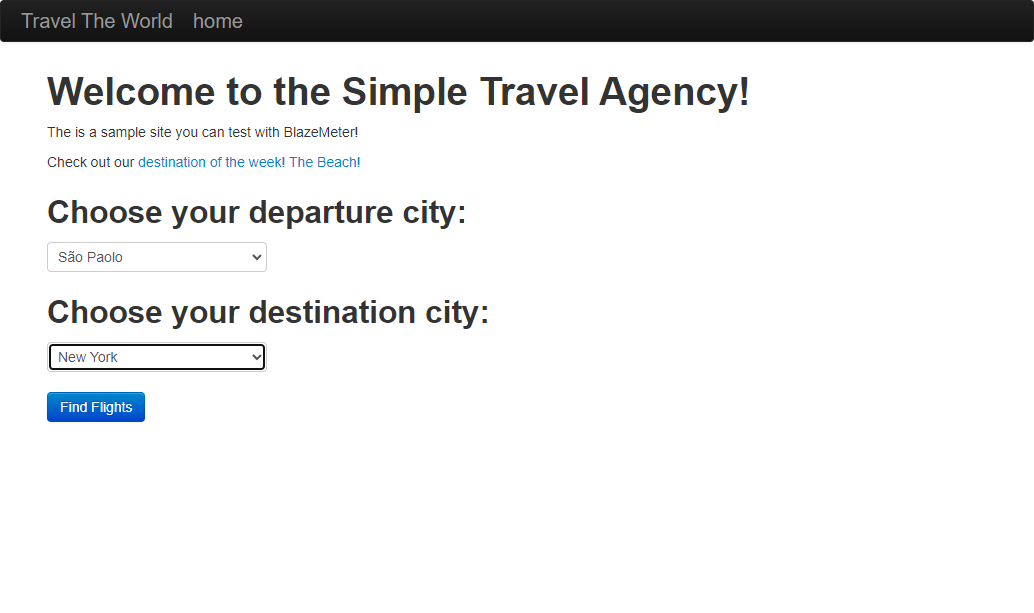 Travel The World home
Welcome to the Simple Travel Agency!
The is a sample site you can test with BlazeMeter!
Check out our destination of the week! The Beach!
Choose your departure city:
São Paolo
Choose your destination city:
New York
Find Flights